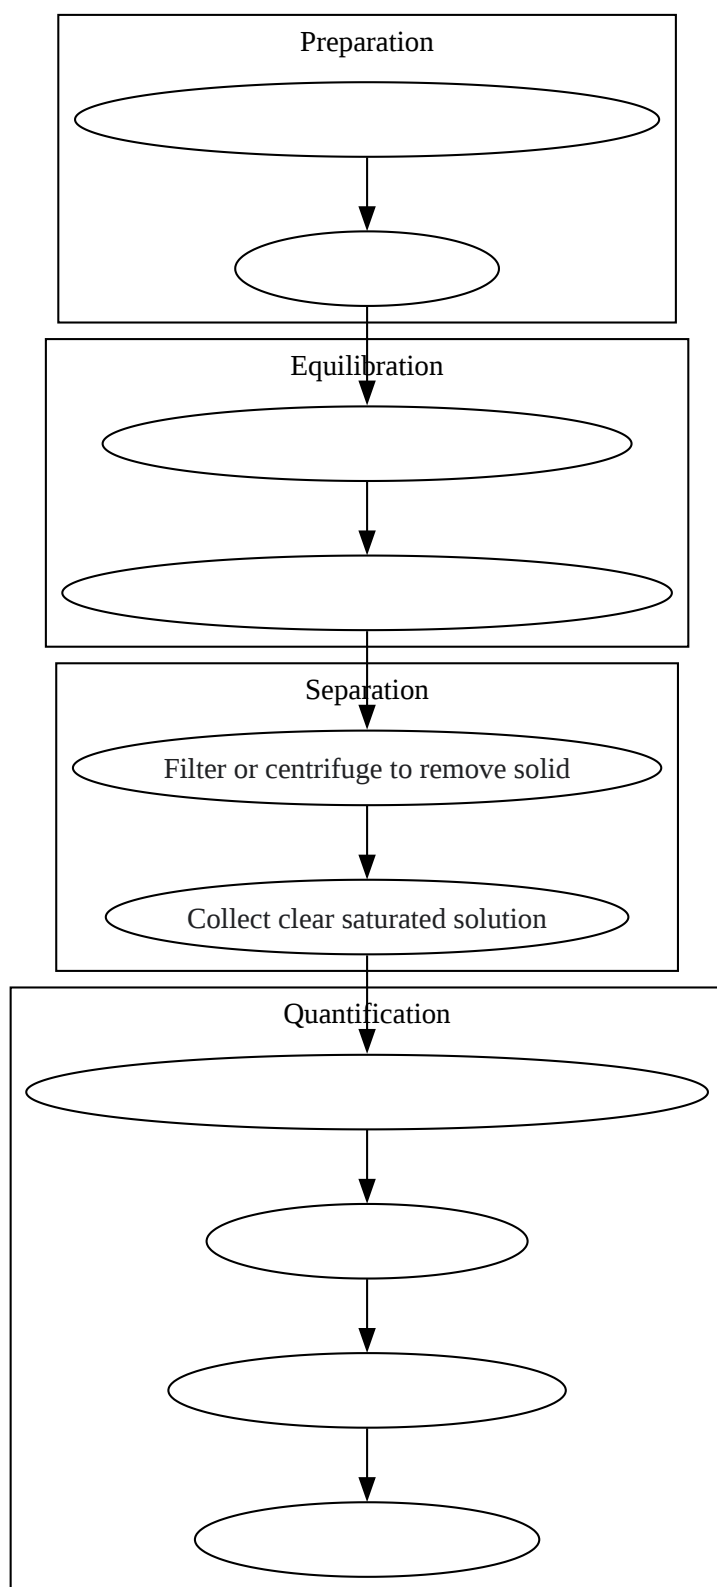 Preparation
Equilibration
Separation
Filter or centrifuge to remove solid
Collect clear saturated solution
Quantification